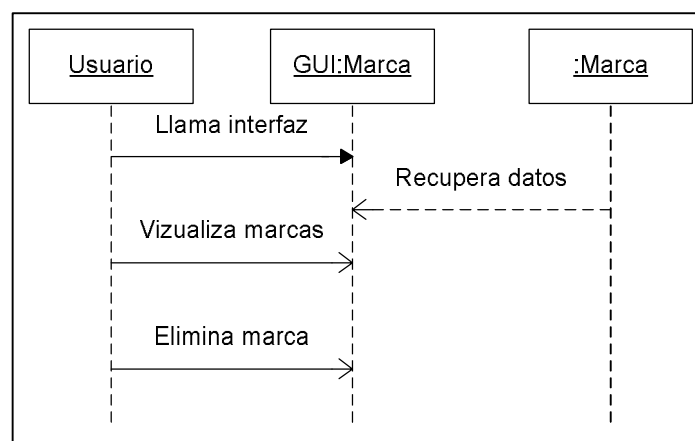 Usuario
GUI:Marca
:Marca
Llama interfaz
Recupera datos
Vizualiza marcas
Elimina marca